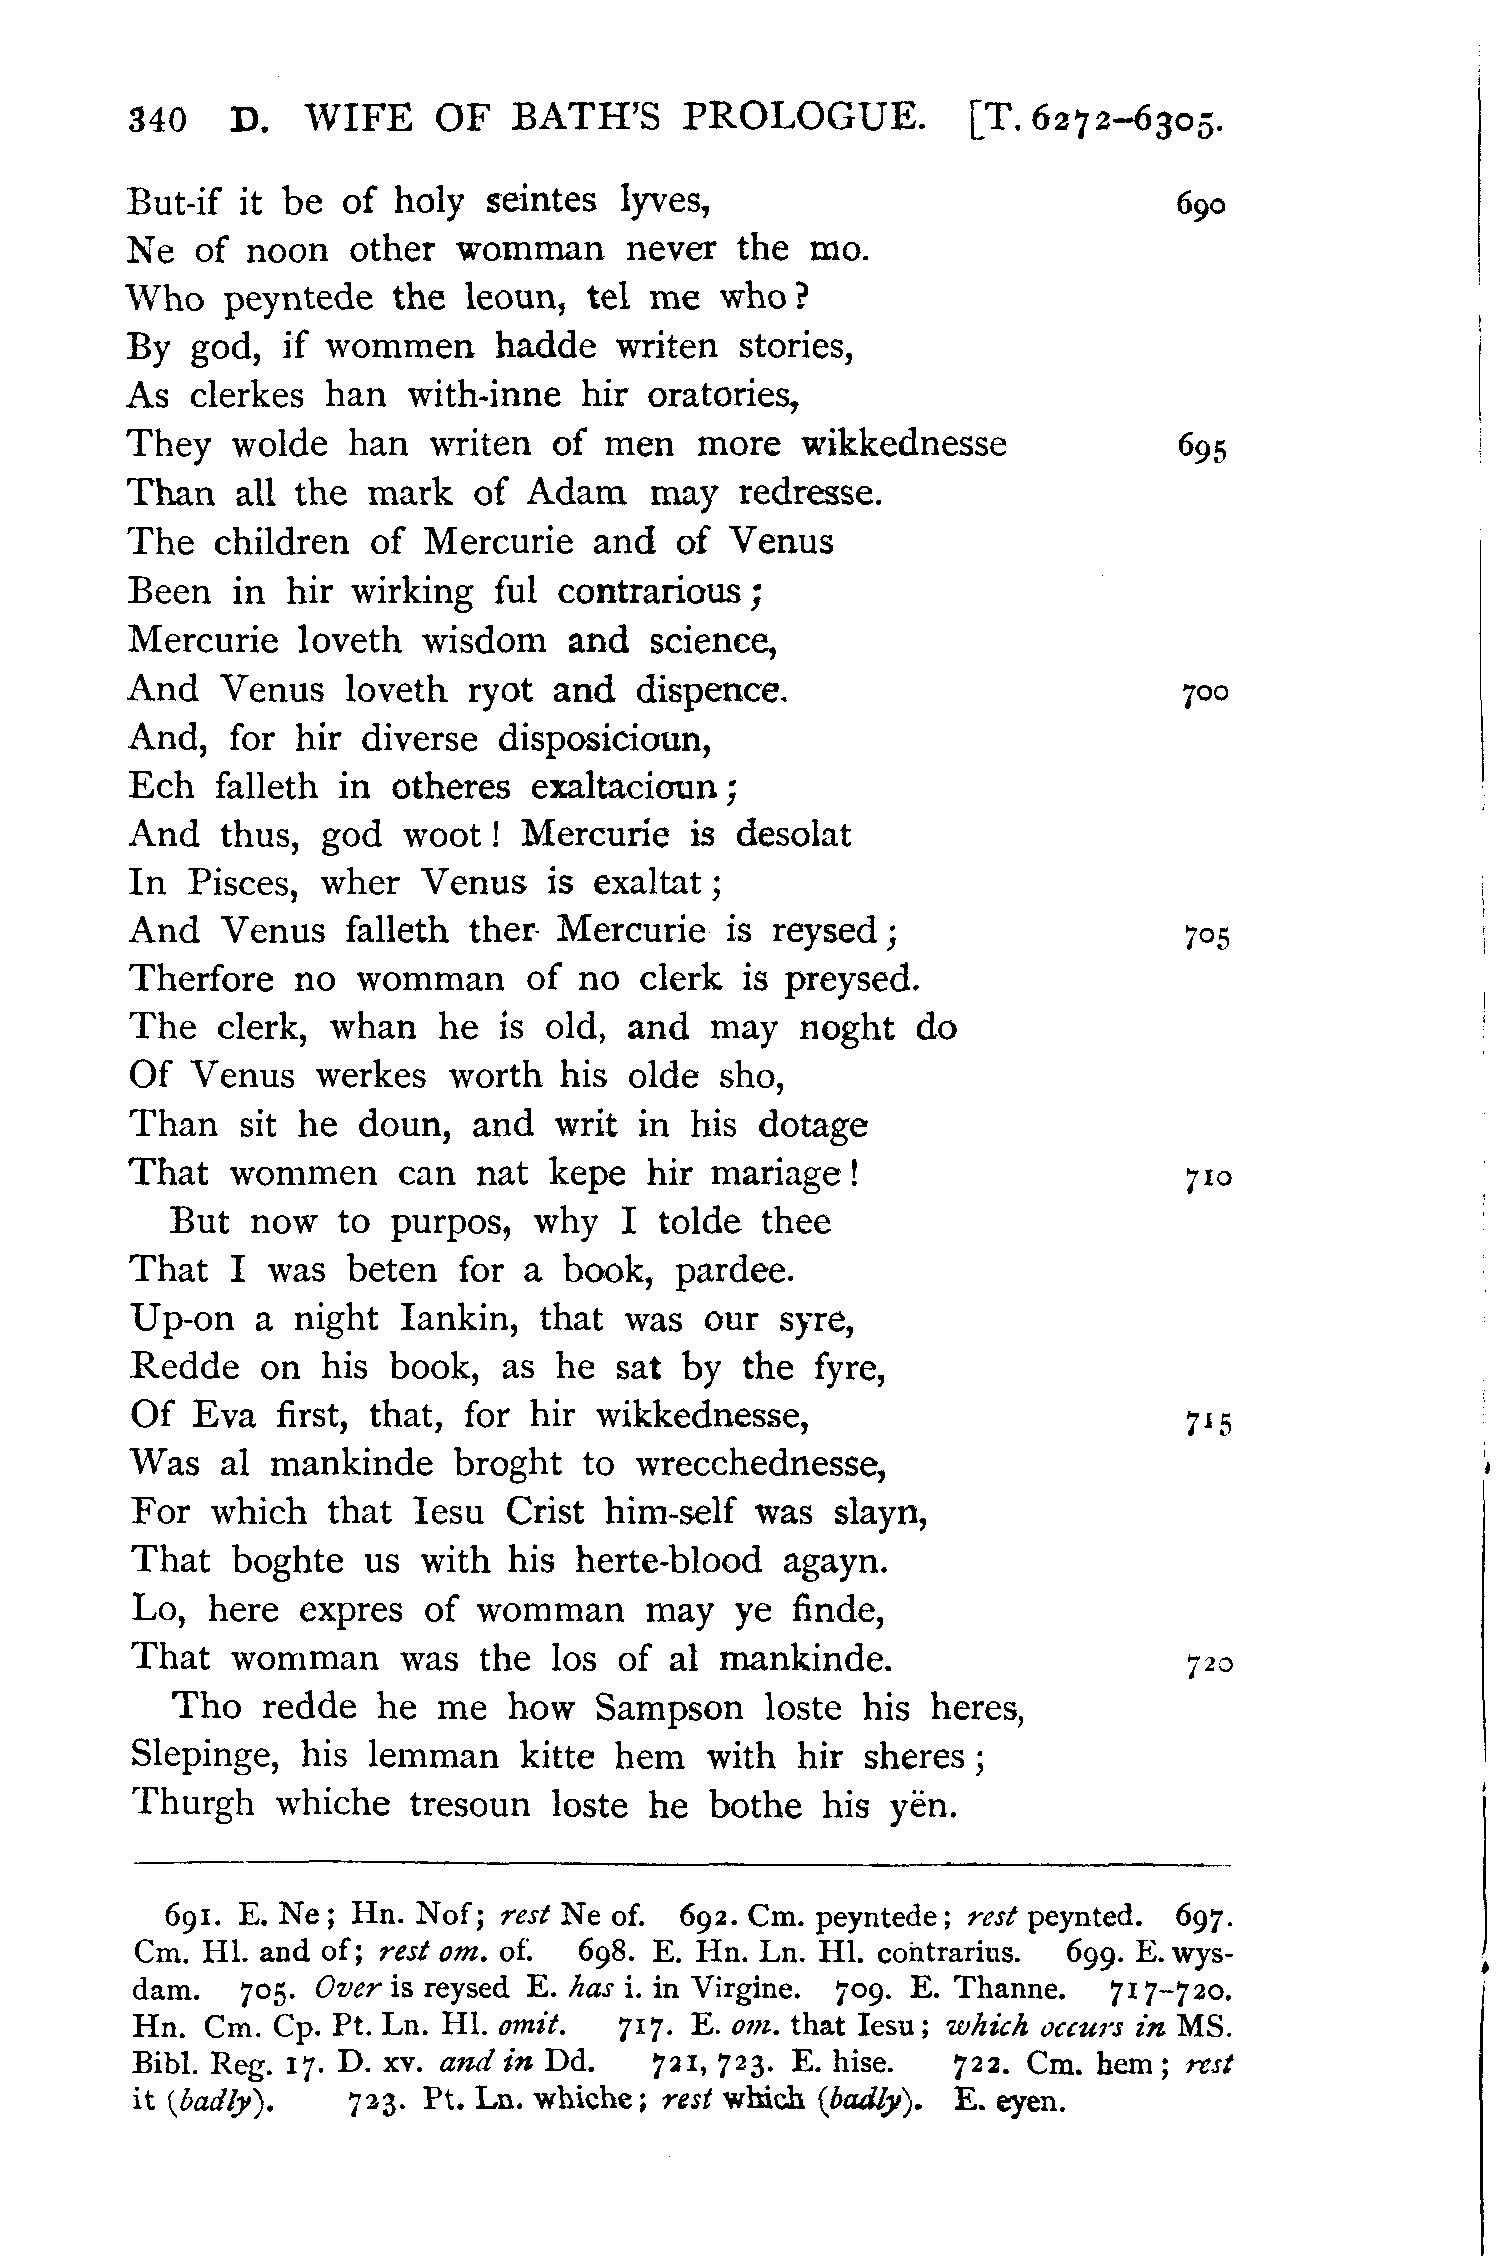 340 D. WIFE OF BATH'S PROLOGUE. [T. 6272–6305.
But-if it be of holy seintes lyves, 690
Ne of noon other womman never the mo.
Who peyntede the leoun, tel me who?
By god, if wommen hadde writen stories,
As clerkes han with-inne hir oratories,
They wolde han writen of men more wikkednesse 695
Than all the mark of Adam may redresse.
The children of Mercurie and of Venus
Been in hir wirking ful contrarious;
Mercurie loveth wisdom and science,
And Venus loveth ryot and dispence. 700
And, for hir diverse disposicioun,
Ech falleth in otheres exaltacioun;
And thus, god woot! Mercurie is desolat
In Pisces, wher Venus is exaltat;
And Venus falleth ther Mercurie is reysed; 705
Therfore no womman of no clerk is preysed.
The clerk, whan he is old, and may noght do
Of Venus werkes worth his olde sho,
Than sit he doun, and writ in his dotage
That wommen can nat kepe hir mariage! 710
But now to purpos, why I tolde thee
That I was beten for a book, pardee.
Up-on a night Iankin, that was our syre,
Redde on his book, as he sat by the fyre,
Of Eva first, that, for hir wikkednesse, 715
Was al mankinde broght to wrecchednesse,
For which that Iesu Crist him-self was slayn,
That boghte us with his herte-blood agayn.
Lo, here expres of womman may ye finde,
That womman was the los of al mankinde. 720
Tho redde he me how Sampson loste his heres,
Slepinge, his lemman kitte hem with hir sheres;
Thurgh whiche tresoun loste he bothe his yën.
691. E. Ne; Hn. Nof; rest Ne of. 692. Cm. peyntede; rest peynted. 697.
Cm. Hl. and of; rest om. of. 698. E. Hn. Ln. Hl. contrarius. 699. E. wys-
dam. 705. Over is reysed E. has i. in Virgine. 709. E. Thanne. 717–720.
Hn. Cm. Cp. Pt. Ln. Hl. omit. 717. E. om. that Iesu; which occurs in MS.
Bibl. Reg. 17. D. xv. and in Dd. 721, 723. E. hise. 722. Cm. hem; rest
it (badly). 723. Pt. Ln. whiche; rest which (badly). E. eyen.